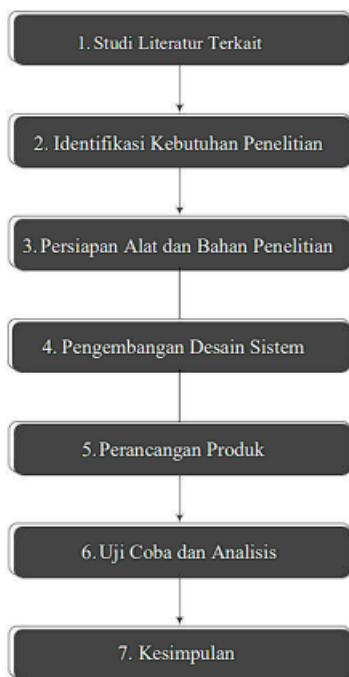 1. Studi Literatur Terkait
2. Identifikasi Kebutuhan Penelitian
3. Persiapan Alat dan Bahan Penelitian
4. Pengembangan Desain Sistem
5. Perancangan Produk
6. Uji Coba dan Analisis
7. Kesimpulan